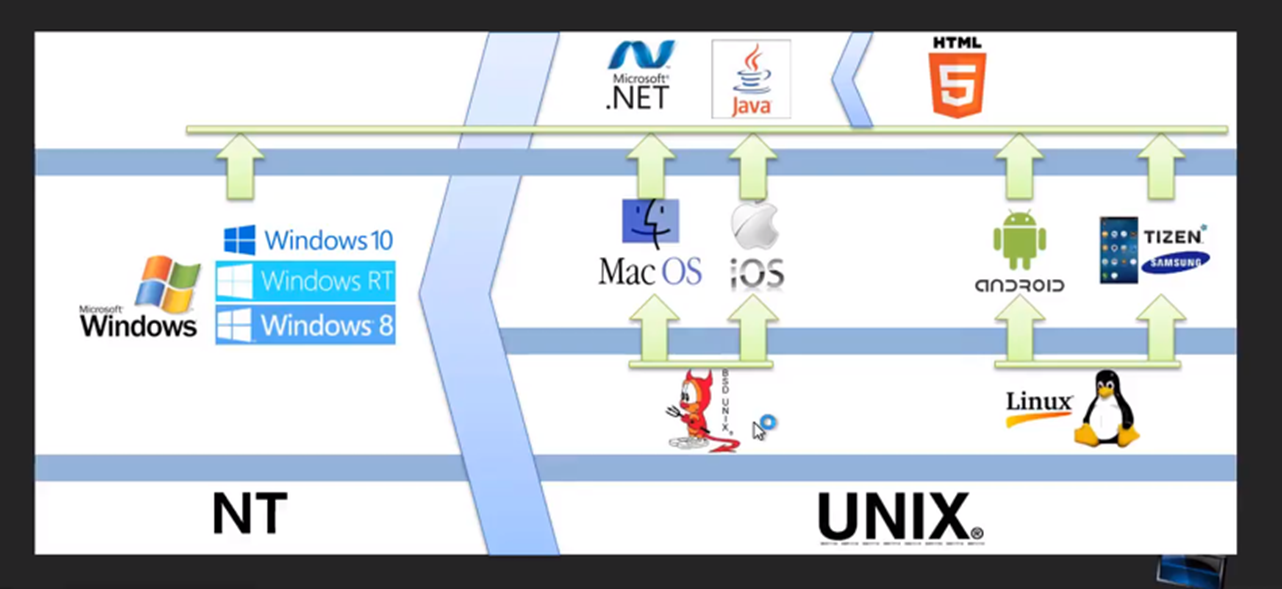 HTML
5
Microsoft®
.NET
Java
Windows 10
Windows RT
Windows 8
Microsoft®
Windows
Mac OS
iOS
ANDROID
TIZEN
SAMSUNG
BSD UNIX®
Linux
NT
UNIX®